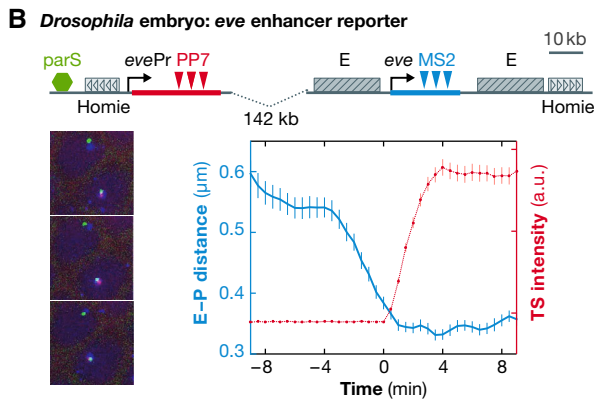 B Drosophila embryo: eve enhancer reporter
10 kb
parS evePr PP7 E eve MS2 E
Homie Homie
142 kb
0.6
0.5
0.4
0.3
E–P distance (µm)
TS intensity (a.u.)
−8 −4 0 4 8
Time (min)